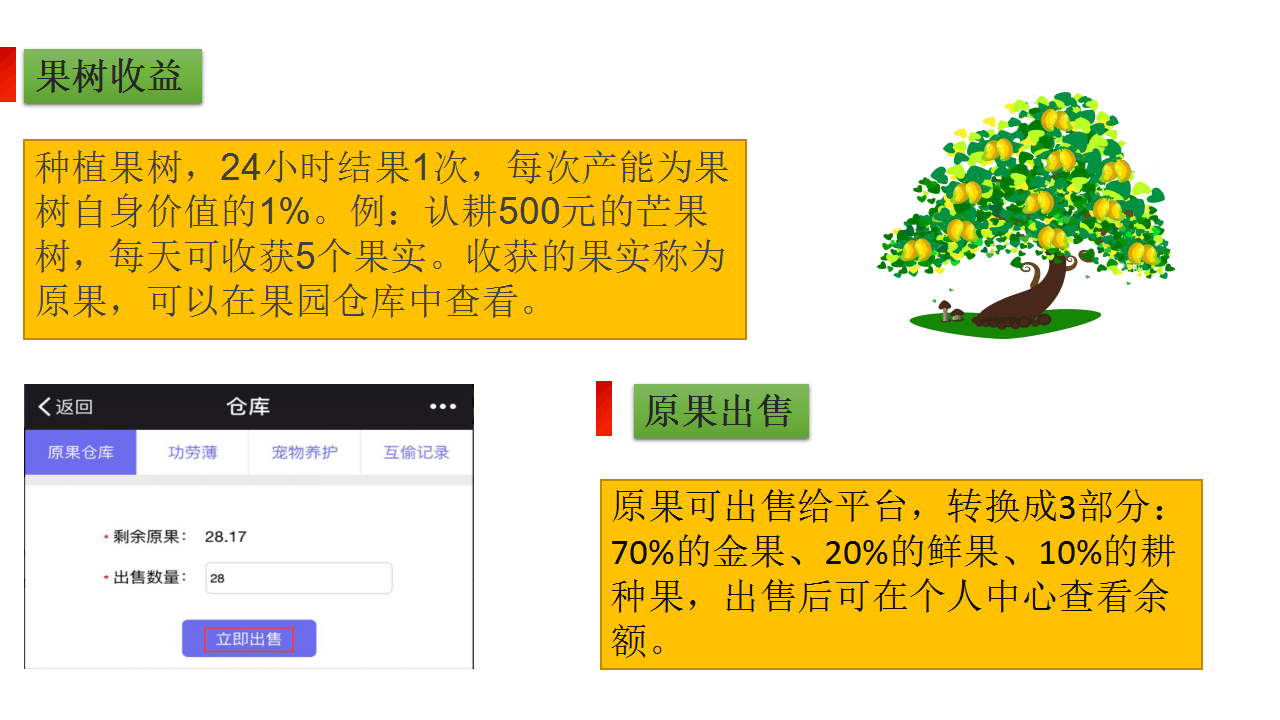 果树收益
种植果树，24小时结果1次，每次产能为果
树自身价值的1%。例：认耕500元的芒果
树，每天可收获5个果实。收获的果实称为
原果，可以在果园仓库中查看。
返回 仓库 •••
原果仓库 功劳薄 宠物养护 互偷记录
* 剩余原果： 28.17
* 出售数量： 28
立即出售
原果出售
原果可出售给平台，转换成3部分：
70%的金果、20%的鲜果、10%的耕
种果，出售后可在个人中心查看余
额。